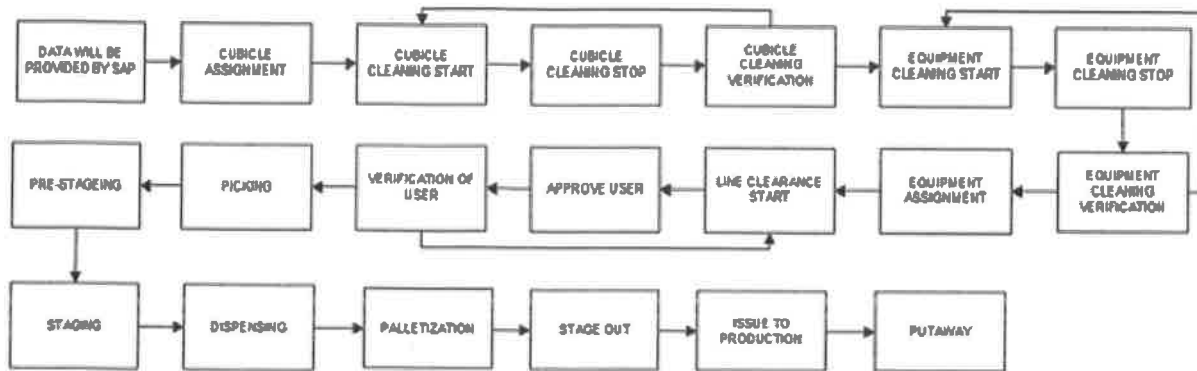 DATA WILL BE
PROVIDED BY SAP
CUBICLE
ASSIGNMENT
CUBICLE
CLEANING START
CUBICLE
CLEANING STOP
CUBICLE
CLEANING
VERIFICATION
EQUIPMENT
CLEANING START
EQUIPMENT
CLEANING STOP
PRE-STAGEING
PICKING
VERIFICATION OF
USER
APPROVE USER
LINE CLEARANCE
START
EQUIPMENT
ASSIGNMENT
EQUIPMENT
CLEANING
VERIFICATION
STAGING
DISPENSING
PALLETIZATION
STAGE OUT
ISSUE TO
PRODUCTION
PUTAWAY